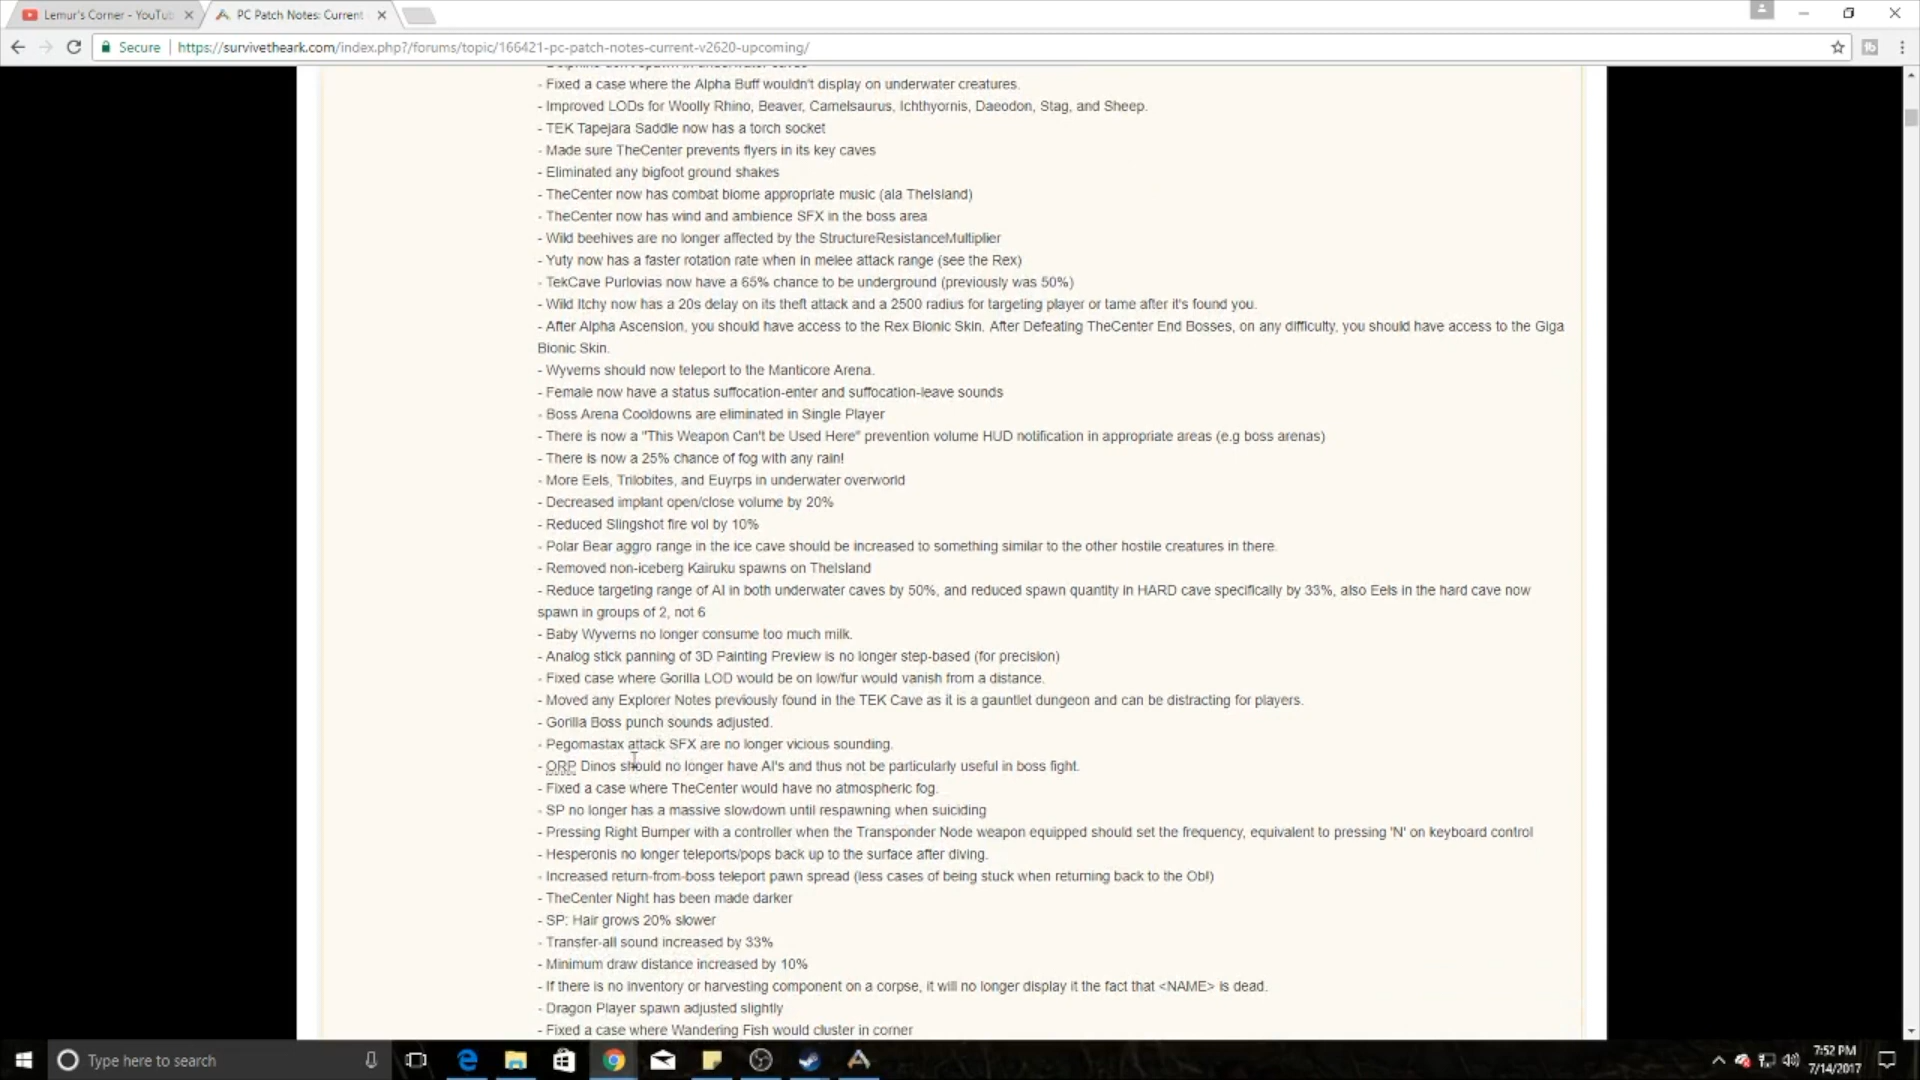 Lemur's Corner - YouTub
PC Patch Notes: Current
Secure
https://survivetheark.com/index.php?/forums/topic/166421-pc-patch-notes-current-v2620-upcoming/
- Fixed a case where the Alpha Buff wouldn't display on underwater creatures.
- Improved LODs for Woolly Rhino, Beaver, Camelsaurus, Ichthyornis, Daeodon, Stag, and Sheep.
- TEK Tapejara Saddle now has a torch socket
- Made sure TheCenter prevents flyers in its key caves
- Eliminated any bigfoot ground shakes
- TheCenter now has combat biome appropriate music (ala TheIsland)
- TheCenter now has wind and ambience SFX in the boss area
- Wild beehives are no longer affected by the StructureResistanceMultiplier
- Yuty now has a faster rotation rate when in melee attack range (see the Rex)
- TekCave Purlovias now have a 65% chance to be underground (previously was 50%)
- Wild Itchy now has a 20s delay on its theft attack and a 2500 radius for targeting player or tame after it's found you.
- After Alpha Ascension, you should have access to the Rex Bionic Skin. After Defeating TheCenter End Bosses, on any difficulty, you should have access to the Giga
Bionic Skin.
- Wyverns should now teleport to the Manticore Arena.
- Female now have a status suffocation-enter and suffocation-leave sounds
- Boss Arena Cooldowns are eliminated in Single Player
- There is now a "This Weapon Can't be Used Here" prevention volume HUD notification in appropriate areas (e.g boss arenas)
- There is now a 25% chance of fog with any rain!
- More Eels, Trilobites, and Euyrps in underwater overworld
- Decreased implant open/close volume by 20%
- Reduced Slingshot fire vol by 10%
- Polar Bear aggro range in the ice cave should be increased to something similar to the other hostile creatures in there.
- Removed non-iceberg Kairuku spawns on TheIsland
- Reduce targeting range of AI in both underwater caves by 50%, and reduced spawn quantity in HARD cave specifically by 33%, also Eels in the hard cave now
spawn in groups of 2, not 6
- Baby Wyverns no longer consume too much milk.
- Analog stick panning of 3D Painting Preview is no longer step-based (for precision)
- Fixed case where Gorilla LOD would be on low/fur would vanish from a distance.
- Moved any Explorer Notes previously found in the TEK Cave as it is a gauntlet dungeon and can be distracting for players.
- Gorilla Boss punch sounds adjusted.
- Pegomastax attack SFX are no longer vicious sounding.
- ORP Dinos should no longer have AI's and thus not be particularly useful in boss fight.
- Fixed a case where TheCenter would have no atmospheric fog.
- SP no longer has a massive slowdown until respawning when suiciding
- Pressing Right Bumper with a controller when the Transponder Node weapon equipped should set the frequency, equivalent to pressing 'N' on keyboard control
- Hesperonis no longer teleports/pops back up to the surface after diving.
- Increased return-from-boss teleport pawn spread (less cases of being stuck when returning back to the Obl)
- TheCenter Night has been made darker
- SP: Hair grows 20% slower
- Transfer-all sound increased by 33%
- Minimum draw distance increased by 10%
- If there is no inventory or harvesting component on a corpse, it will no longer display it the fact that <NAME> is dead.
- Dragon Player spawn adjusted slightly
- Fixed a case where Wandering Fish would cluster in corner
Type here to search
7:52 PM
7/14/2017